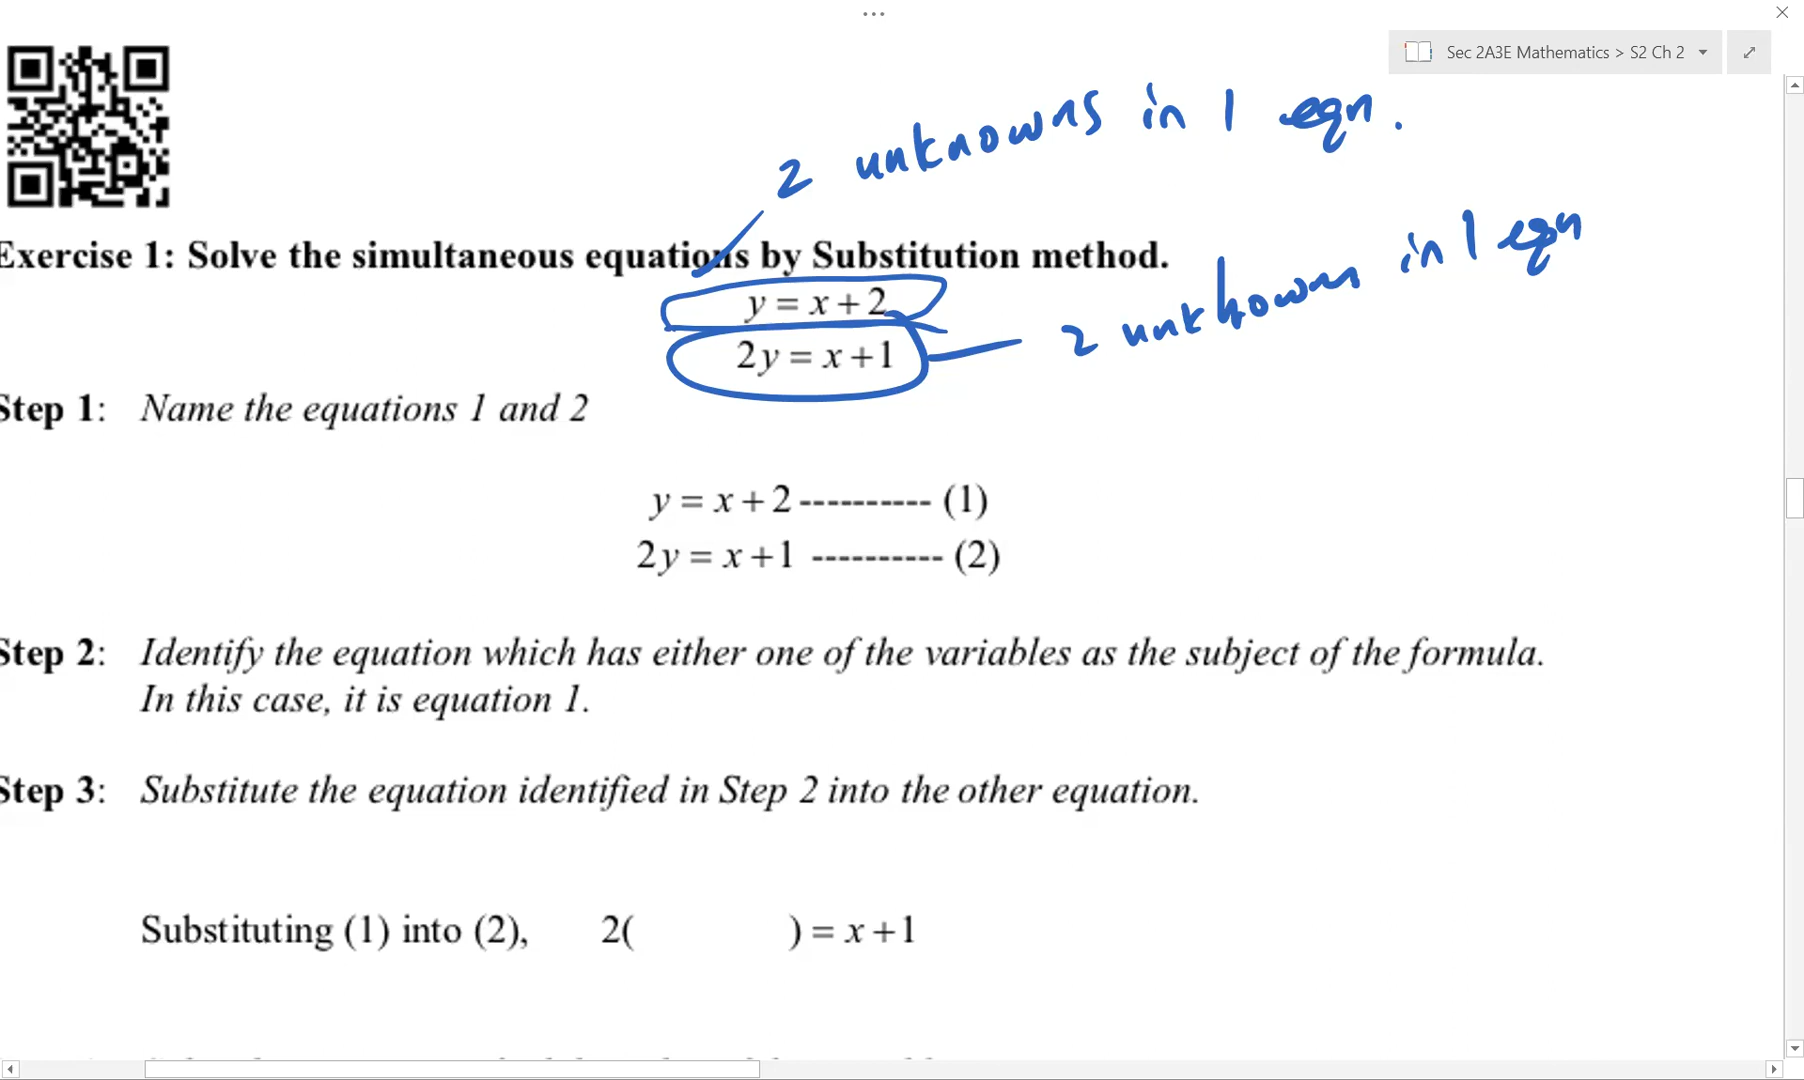 ...
Sec 2A3E Mathematics > S2 Ch 2
2 unknowns in 1 eqn.
Exercise 1: Solve the simultaneous equations by Substitution method.
y = x + 2
2y = x + 1
2 unknowns in 1 eqn
Step 1: Name the equations 1 and 2
y = x + 2 ---------- (1)
2y = x + 1 ---------- (2)
Step 2: Identify the equation which has either one of the variables as the subject of the formula.
In this case, it is equation 1.
Step 3: Substitute the equation identified in Step 2 into the other equation.
Substituting (1) into (2), 2( ) = x + 1